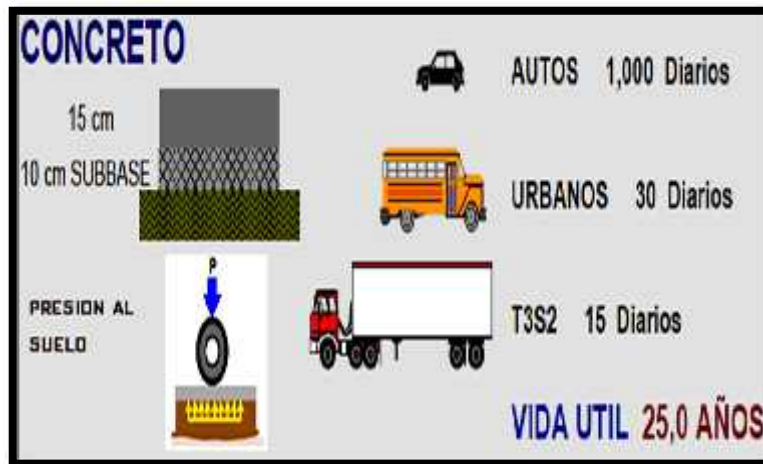 CONCRETO
15 cm
10 cm SUBBASE
AUTOS 1,000 Diarios
URBANOS 30 Diarios
P
PRESION AL
SUELO
T3S2 15 Diarios
VIDA UTIL 25,0 AÑOS